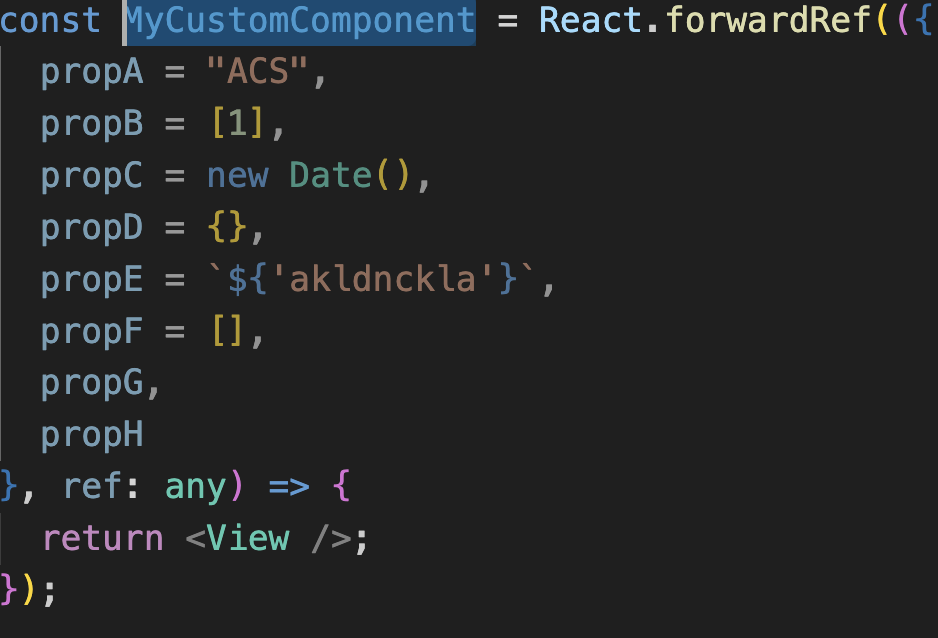 const MyCustomComponent = React.forwardRef(({
  propA = "ACS",
  propB = [1],
  propC = new Date(),
  propD = {},
  propE = `${'akldnckla'}`,
  propF = [],
  propG,
  propH
}, ref: any) => {
  return <View />;
});